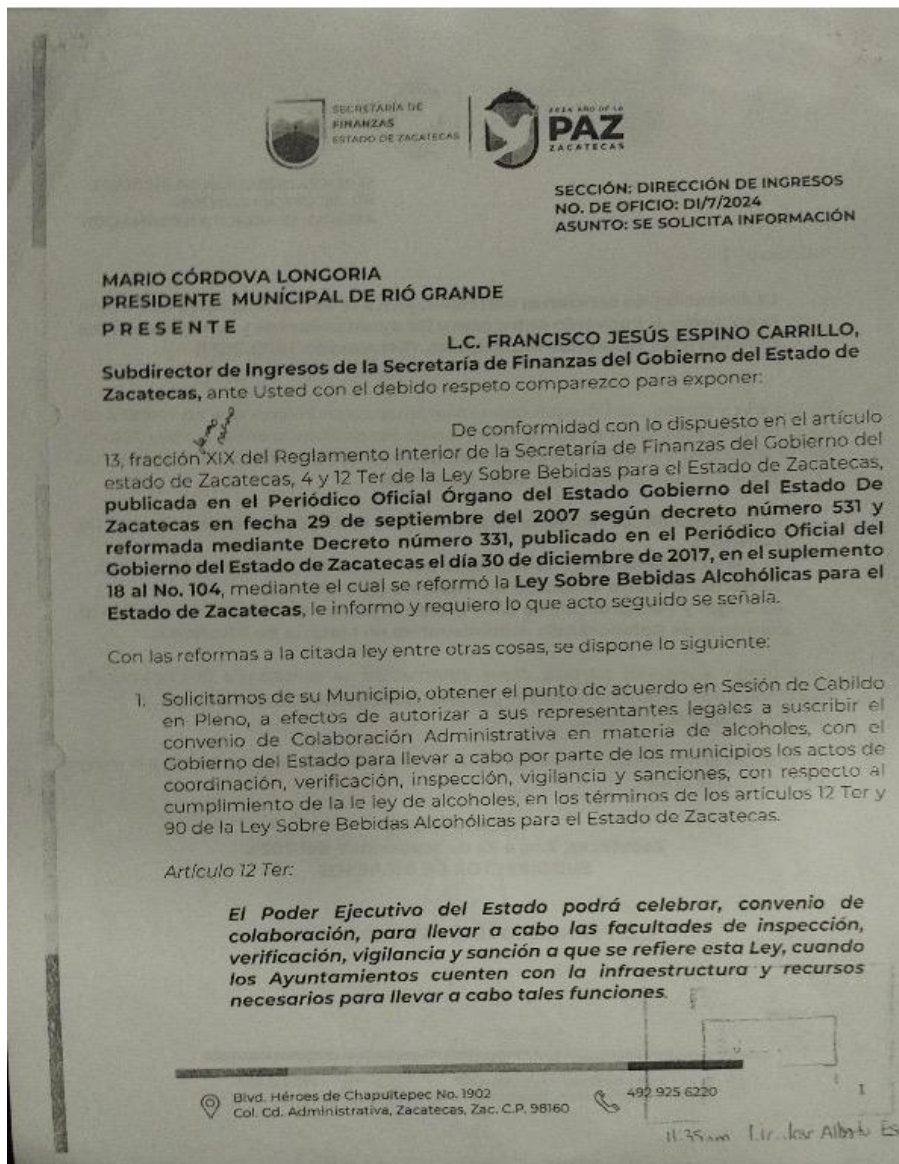 SECRETARÍA DE
FINANZAS
ESTADO DE ZACATECAS
2024 AÑO DE LA
PAZ
ZACATECAS
SECCIÓN: DIRECCIÓN DE INGRESOS
NO. DE OFICIO: DI/7/2024
ASUNTO: SE SOLICITA INFORMACIÓN
MARIO CÓRDOVA LONGORIA
PRESIDENTE MUNÍCIPAL DE RIÓ GRANDE
P R E S E N T E
L.C. FRANCISCO JESÚS ESPINO CARRILLO,
Subdirector de Ingresos de la Secretaría de Finanzas del Gobierno del Estado de
Zacatecas, ante Usted con el debido respeto comparezco para exponer:
De conformidad con lo dispuesto en el artículo
13, fracción XIX del Reglamento Interior de la Secretaría de Finanzas del Gobierno del
estado de Zacatecas, 4 y 12 Ter de la Ley Sobre Bebidas para el Estado de Zacatecas,
publicada en el Periódico Oficial Órgano del Estado Gobierno del Estado De
Zacatecas en fecha 29 de septiembre del 2007 según decreto número 531 y
reformada mediante Decreto número 331, publicado en el Periódico Oficial del
Gobierno del Estado de Zacatecas el día 30 de diciembre de 2017, en el suplemento
18 al No. 104, mediante el cual se reformó la Ley Sobre Bebidas Alcohólicas para el
Estado de Zacatecas, le informo y requiero lo que acto seguido se señala.
Con las reformas a la citada ley entre otras cosas, se dispone lo siguiente:
1. Solicitamos de su Municipio, obtener el punto de acuerdo en Sesión de Cabildo
en Pleno, a efectos de autorizar a sus representantes legales a suscribir el
convenio de Colaboración Administrativa en materia de alcoholes, con el
Gobierno del Estado para llevar a cabo por parte de los municipios los actos de
coordinación, verificación, inspección, vigilancia y sanciones, con respecto al
cumplimiento de la le ley de alcoholes, en los términos de los artículos 12 Ter y
90 de la Ley Sobre Bebidas Alcohólicas para el Estado de Zacatecas.
Artículo 12 Ter:
El Poder Ejecutivo del Estado podrá celebrar, convenio de
colaboración, para llevar a cabo las facultades de inspección,
verificación, vigilancia y sanción a que se refiere esta Ley, cuando
los Ayuntamientos cuenten con la infraestructura y recursos
necesarios para llevar a cabo tales funciones.
Blvd. Héroes de Chapultepec No. 1902
Col. Cd. Administrativa, Zacatecas, Zac. C.P. 98160
492 925 6220
1
11:35 am Lic. Alberto